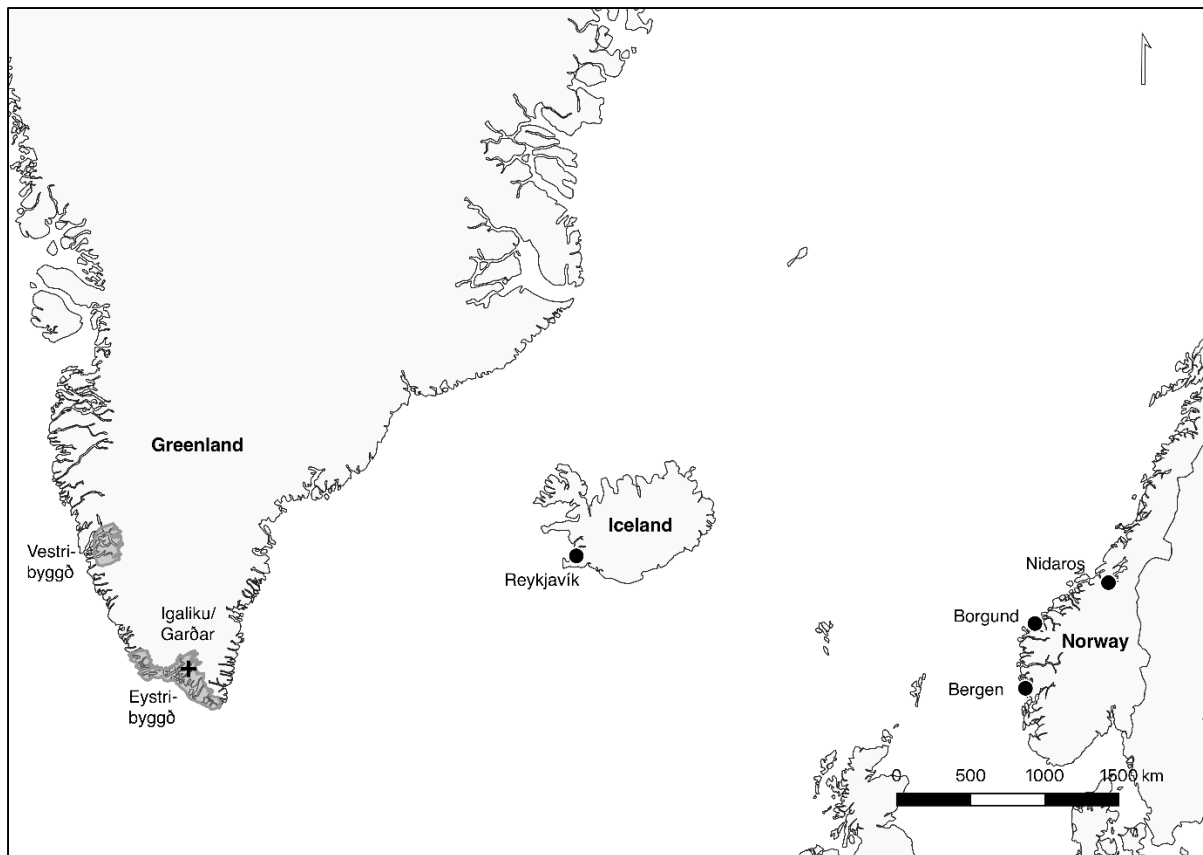 Greenland
Vestri-
byggð
Igaliku/
Garðar
Eystri-
byggð
Iceland
Reykjavík
Nidaros
Borgund
Norway
Bergen
0 500 1000 1500 km